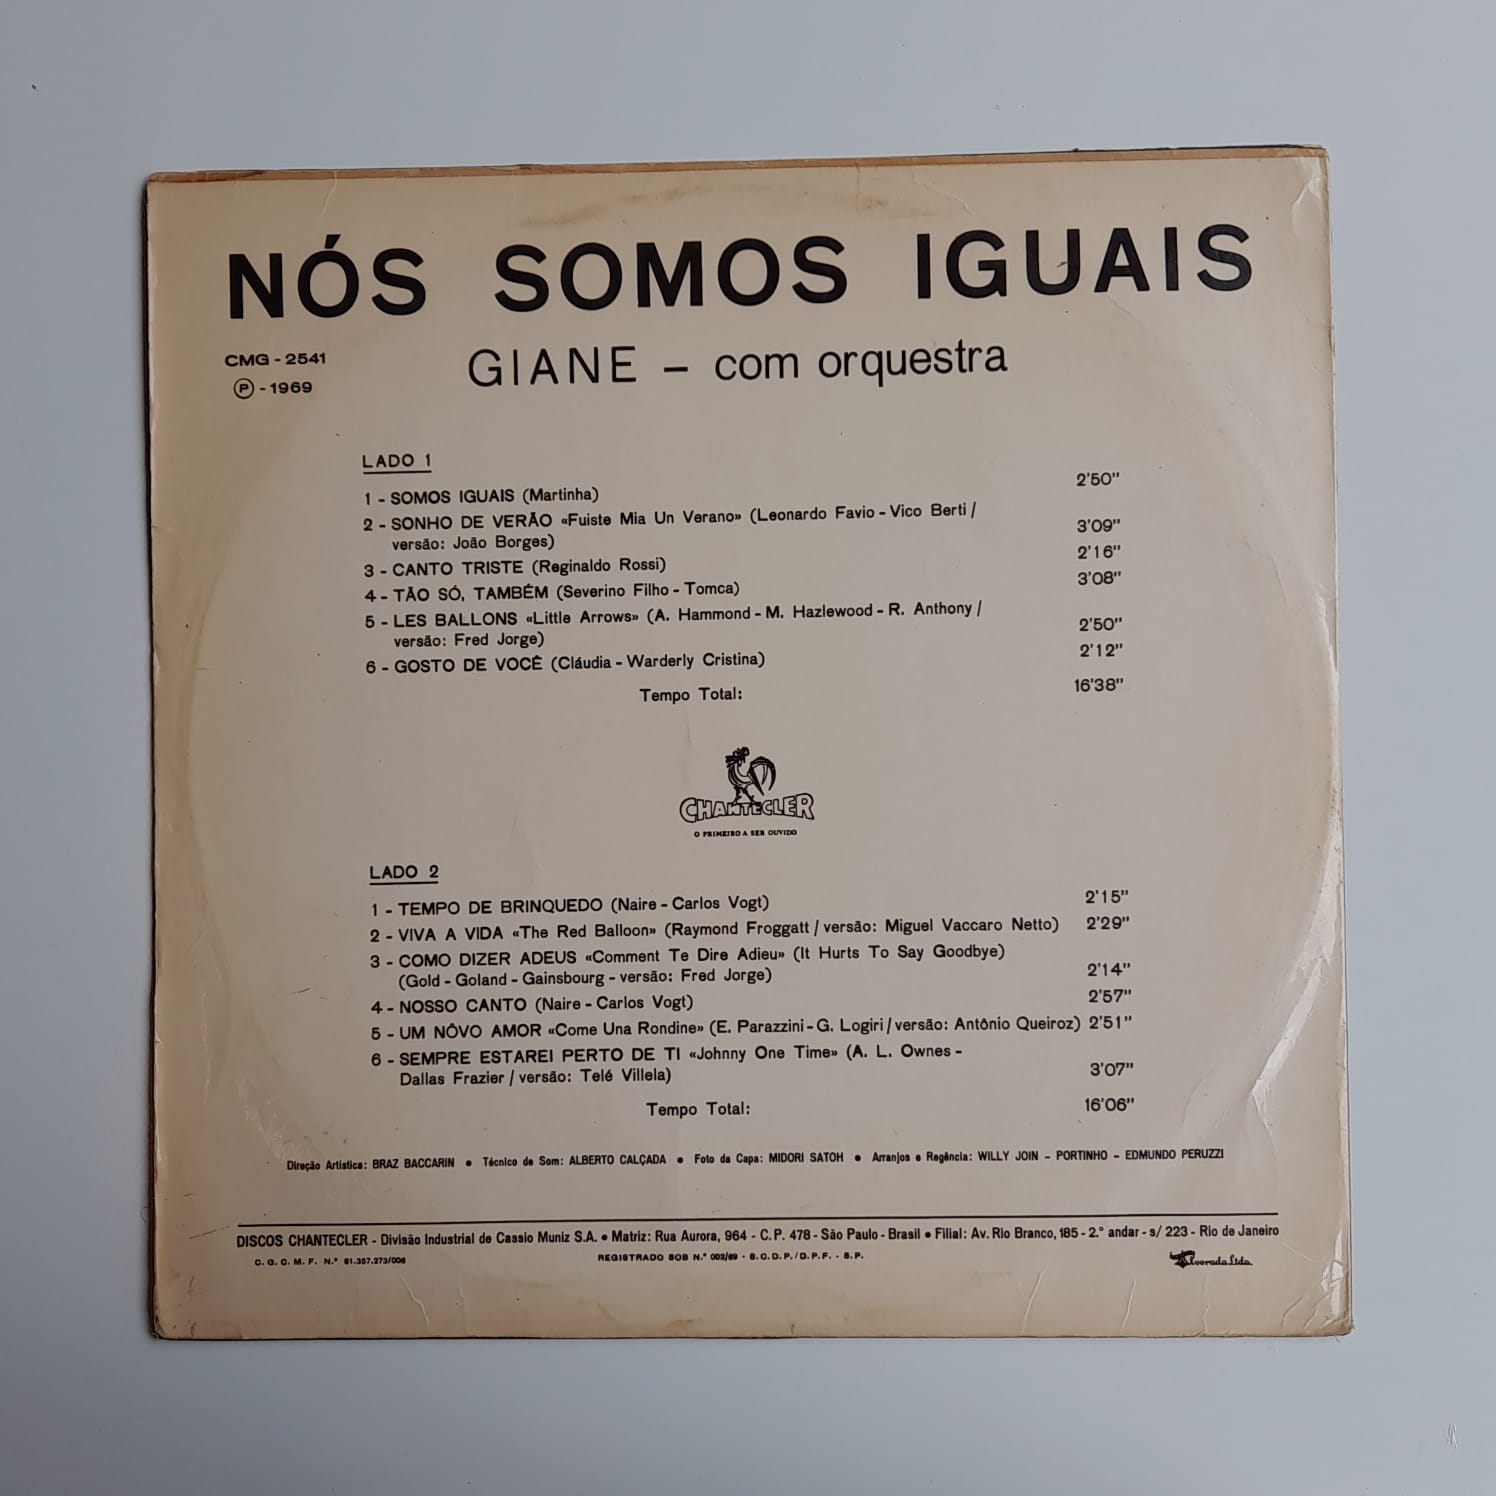 NÓS SOMOS IGUAIS
CMG - 2541
GIANE - com orquestra
Ⓟ - 1969
LADO 1
1 - SOMOS IGUAIS (Martinha) 2'50"
2 - SONHO DE VERÃO «Fuiste Mia Un Verano» (Leonardo Favio - Vico Berti /
versão: João Borges) 3'09"
3 - CANTO TRISTE (Reginaldo Rossi) 2'16"
4 - TÃO SÓ, TAMBÉM (Severino Filho - Tomca) 3'08"
5 - LES BALLONS «Little Arrows» (A. Hammond - M. Hazlewood - R. Anthony /
versão: Fred Jorge) 2'50"
6 - GOSTO DE VOCÊ (Cláudia - Warderly Cristina) 2'12"
Tempo Total: 16'38"
CHANTECLER
O PRIMEIRO A SER OUVIDO
LADO 2
1 - TEMPO DE BRINQUEDO (Naire - Carlos Vogt) 2'15"
2 - VIVA A VIDA «The Red Balloon» (Raymond Froggatt / versão: Miguel Vaccaro Netto) 2'29"
3 - COMO DIZER ADEUS «Comment Te Dire Adieu» (It Hurts To Say Goodbye)
(Gold - Goland - Gainsbourg - versão: Fred Jorge) 2'14"
4 - NOSSO CANTO (Naire - Carlos Vogt) 2'57"
5 - UM NÔVO AMOR «Come Una Rondine» (E. Parazzini - G. Logiri / versão: Antônio Queiroz) 2'51"
6 - SEMPRE ESTAREI PERTO DE TI «Johnny One Time» (A. L. Ownes -
Dallas Frazier / versão: Telé Villela) 3'07"
Tempo Total: 16'06"
Direção Artística: BRAZ BACCARIN • Técnico de Som: ALBERTO CALÇADA • Foto da Capa: MIDORI SATOH • Arranjos e Regência: WILLY JOIN - PORTINHO - EDMUNDO PERUZZI
DISCOS CHANTECLER - Divisão Industrial de Cassio Muniz S.A. • Matriz: Rua Aurora, 964 - C.P. 478 - São Paulo - Brasil • Filial: Av. Rio Branco, 185 - 2.° andar - s/ 223 - Rio de Janeiro
C. G. C. M. F. N.° 61.357.273/006
REGISTRADO SOB N.° 002/69 - S.C.D.P./D.P.F. - S.P.
Alvorada Ltda.